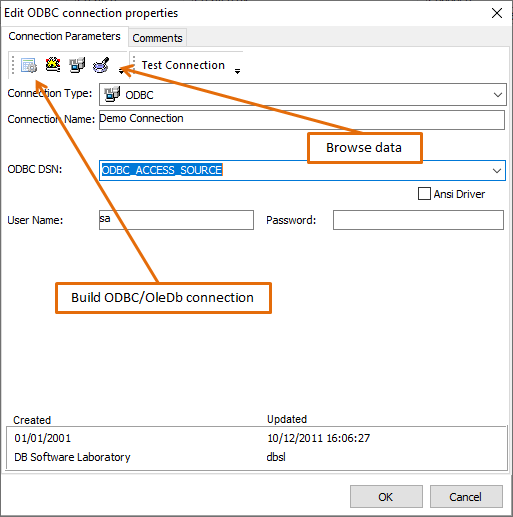 Edit ODBC connection properties
Connection Parameters Comments
Test Connection
Connection Type: ODBC
Connection Name: Demo Connection
Browse data
ODBC DSN: ODBC_ACCESS_SOURCE
Ansi Driver
User Name: sa Password:
Build ODBC/OleDb connection
Created Updated
01/01/2001 10/12/2011 16:06:27
DB Software Laboratory dbsl
OK Cancel